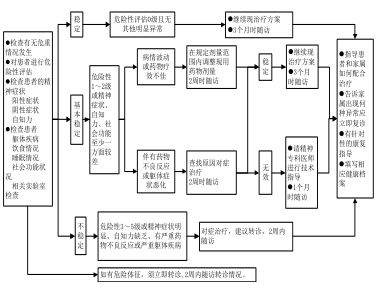 ●检查有无危重
情况发生
●对患者进行危
险性评估
●检查患者的精
神症状
阳性症状
阴性症状
自知力
●检查患者
躯体疾病
饮食情况
睡眠情况
社会功能状
况
相关实验室
检查
稳定
危险性评估0级且无
其他明显异常
●继续现治疗方案
●3个月时随访
基本稳定
危险性
1～2级
或精神
症状、
自知
力、社
会功能
至少一
方面较
差
病情波动
或药物疗
效不佳
在规定剂量范
围内调整现用
药物剂量
2周时随访
伴有药物
不良反应
或躯体症
状恶化
查找原因对症
治疗
2周时随访
稳定
●继续现
治疗方案
●3个
月时随
访
无效
●请精神
专科医师
进行技术
指导
●1个月
时随访
不稳定
危险性3～5级或精神症状明
显、自知力缺乏、有严重药
物不良反应或严重躯体疾病
对症治疗，建议转诊，2周内
随访
如有危险体征，须立即转诊，2周内随访转诊情况。
●指导患
者和家属
如何配合
治疗
●告诉家
属出现何
种异常应
立即复诊
●有针对
性的康复
指导
●填写相
应健康档
案